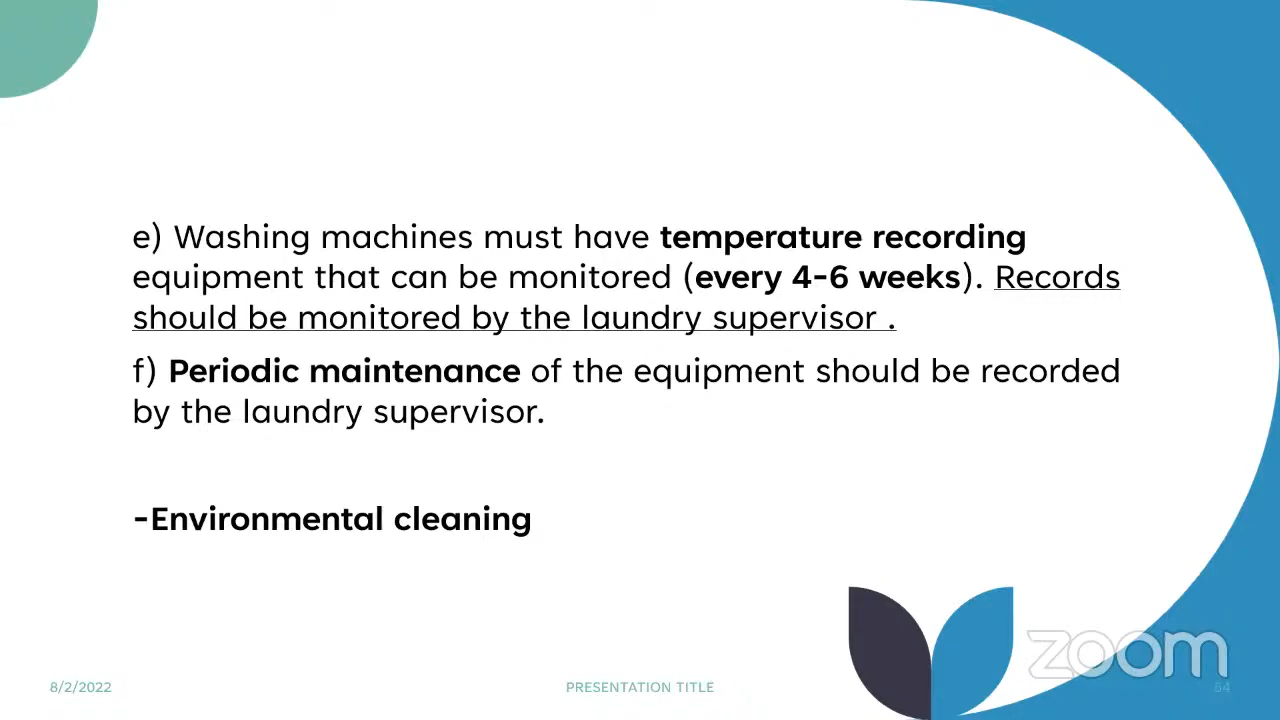 e) Washing machines must have temperature recording
equipment that can be monitored (every 4-6 weeks). Records
should be monitored by the laundry supervisor .
f) Periodic maintenance of the equipment should be recorded
by the laundry supervisor.
-Environmental cleaning
zoom
8/2/2022
PRESENTATION TITLE
64